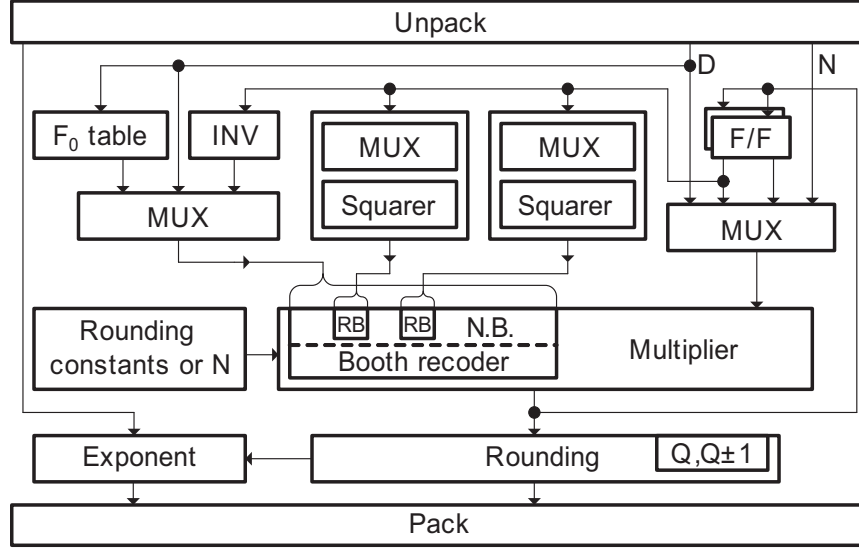 Unpack
D
N
F₀ table
INV
MUX
MUX
F/F
Squarer
Squarer
MUX
MUX
RB
RB
N.B.
Rounding
constants or N
Booth recoder
Multiplier
Exponent
Rounding
Q,Q±1
Pack